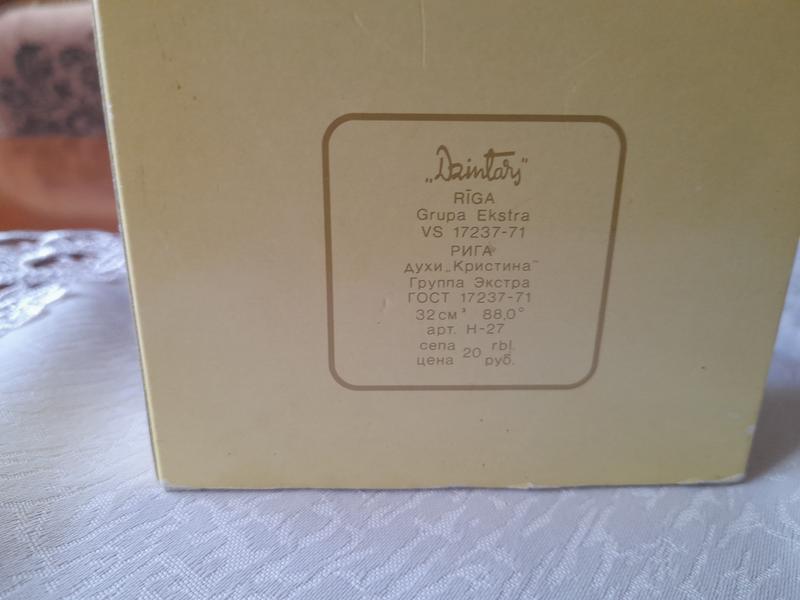 „Dzintars"
RĪGA
Grupa Ekstra
VS 17237-71
РИГА
духи „Кристина"
Группа Экстра
ГОСТ 17237-71
32 см³ 88,0°
арт. Н-27
cena 20 rbl.
цена руб.